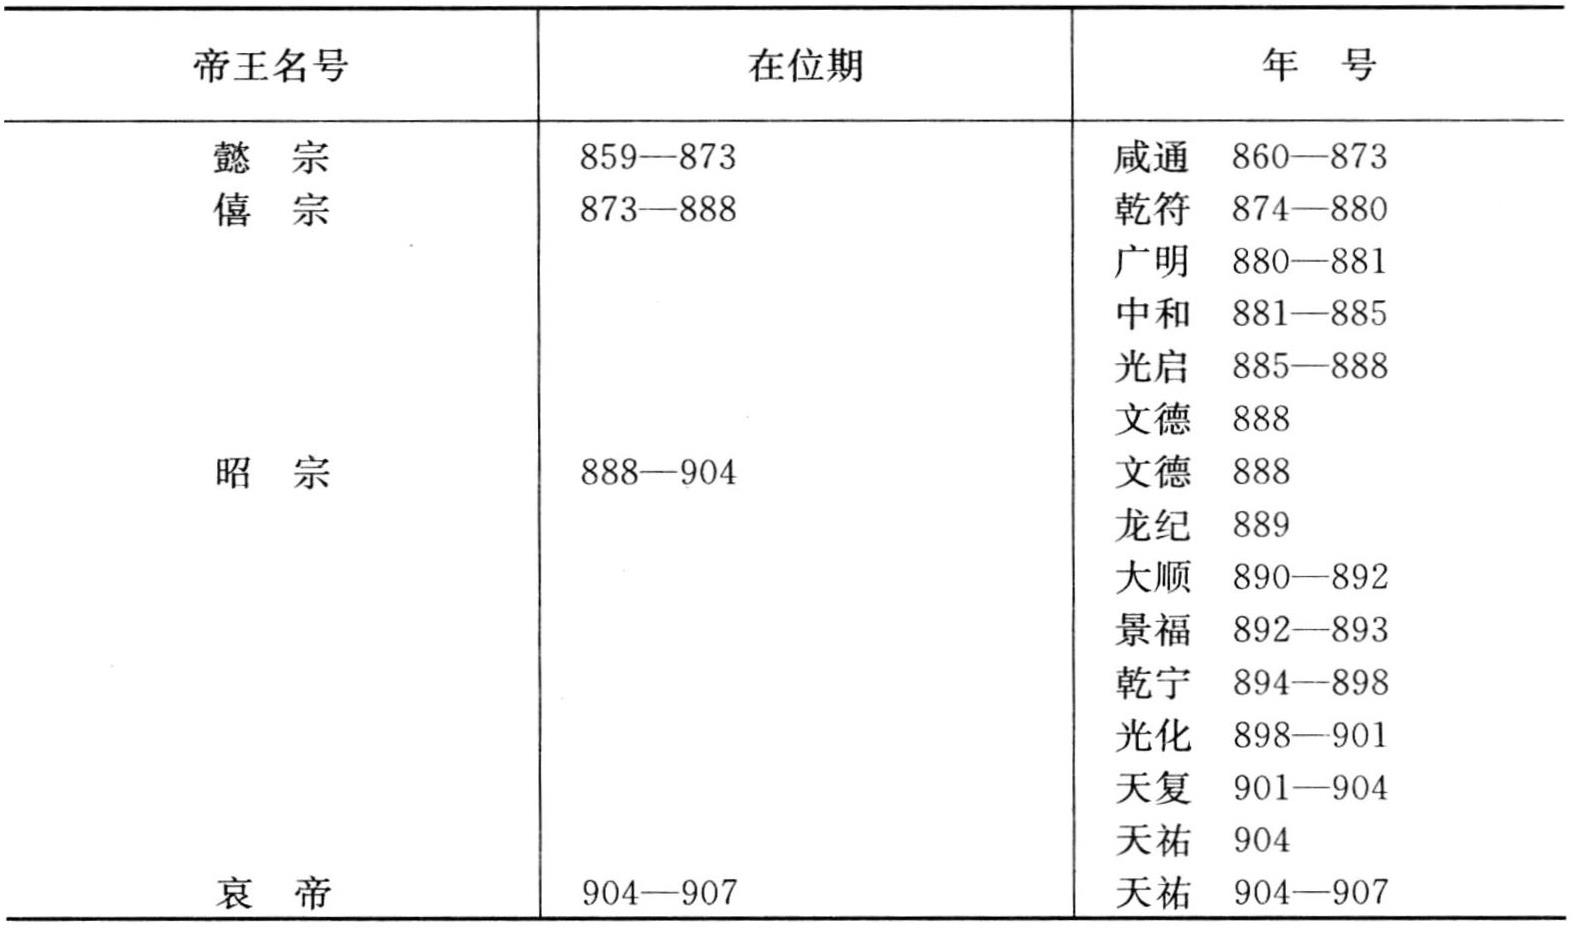 帝王名号 在位期 年 号
懿 宗 859—873 咸通 860—873
僖 宗 873—888 乾符 874—880
广明 880—881
中和 881—885
光启 885—888
文德 888
昭 宗 888—904 文德 888
龙纪 889
大顺 890—892
景福 892—893
乾宁 894—898
光化 898—901
天复 901—904
天祐 904
哀 帝 904—907 天祐 904—907